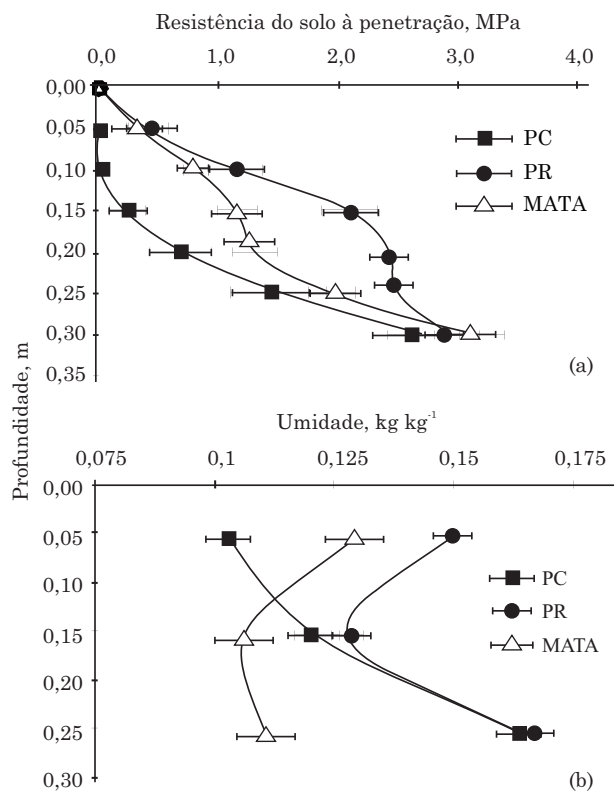 Resistência do solo à penetração, MPa
0,0 1,0 2,0 3,0 4,0
0,00
0,05
0,10
0,15
0,20
0,25
0,30
0,35
PC
PR
MATA
(a)
Profundidade, m
Umidade, kg kg⁻¹
0,075 0,1 0,125 0,15 0,175
0,00
0,05
0,10
0,15
0,20
0,25
0,30
PC
PR
MATA
(b)